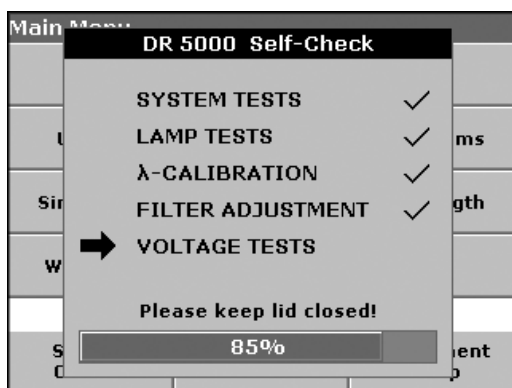 Main Menu
DR 5000 Self-Check
SYSTEM TESTS
LAMP TESTS
λ-CALIBRATION
FILTER ADJUSTMENT
VOLTAGE TESTS
Please keep lid closed!
85%